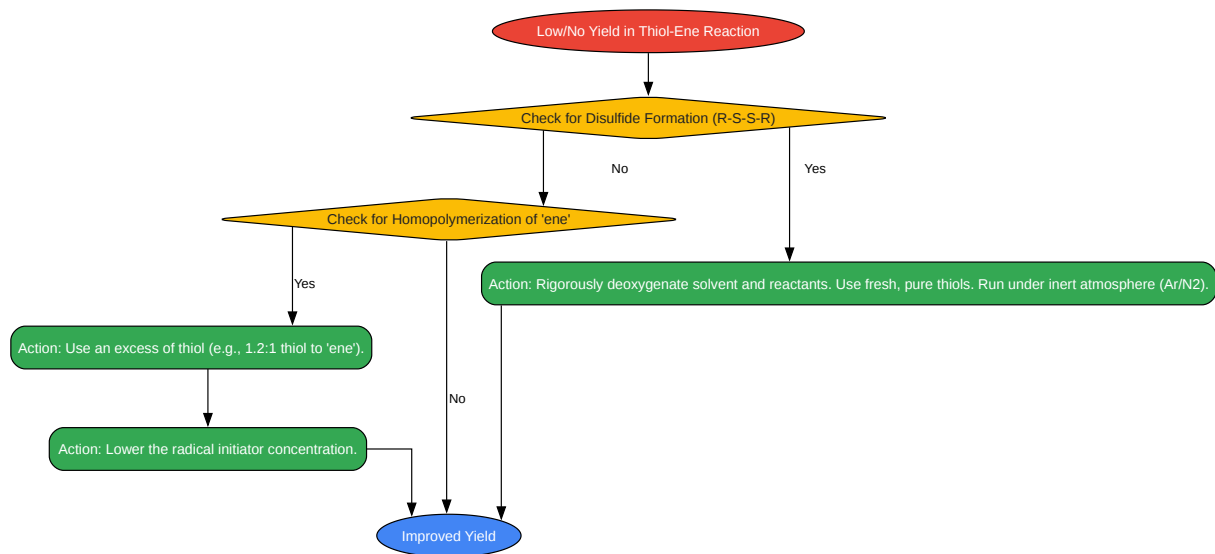 Low/No Yield in Thiol-Ene Reaction
Check for Disulfide Formation (R-S-S-R)
No
Yes
Check for Homopolymerization of 'ene'
Yes
Action: Rigorously deoxygenate solvent and reactants. Use fresh, pure thiols. Run under inert atmosphere (Ar/N2).
Action: Use an excess of thiol (e.g., 1.2:1 thiol to 'ene').
No
Action: Lower the radical initiator concentration.
Improved Yield